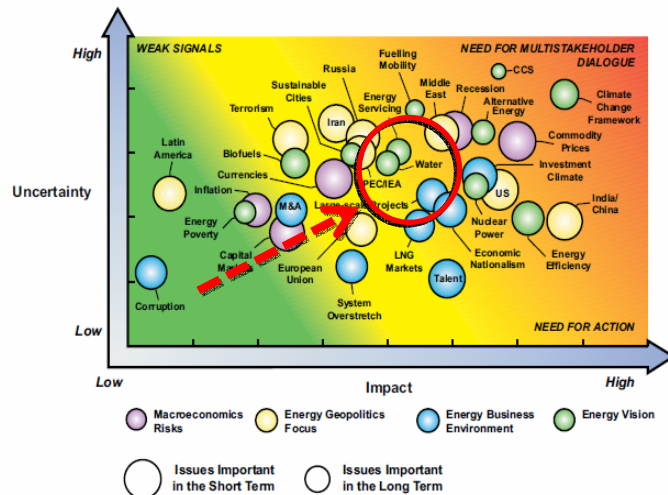 High
WEAK SIGNALS
NEED FOR MULTISTAKEHOLDER
DIALOGUE
Fuelling
Mobility
CCS
Russia
Sustainable
Cities
Energy
Servicing
Middle
East
Recession
Alternative
Energy
Climate
Change
Framework
Terrorism
Iran
Commodity
Prices
Latin
America
Biofuels
Water
Currencies
PEC/IEA
Investment
Climate
Uncertainty
Inflation
M&A
Large-scale Projects
US
India/
China
Energy
Poverty
Nuclear
Power
Capital
European
Union
LNG
Markets
Economic
Nationalism
Energy
Efficiency
Corruption
System
Overstretch
Talent
Low
NEED FOR ACTION
Low
Impact
High
Macroeconomics
Risks
Energy Geopolitics
Focus
Energy Business
Environment
Energy Vision
Issues Important
in the Short Term
Issues Important
in the Long Term